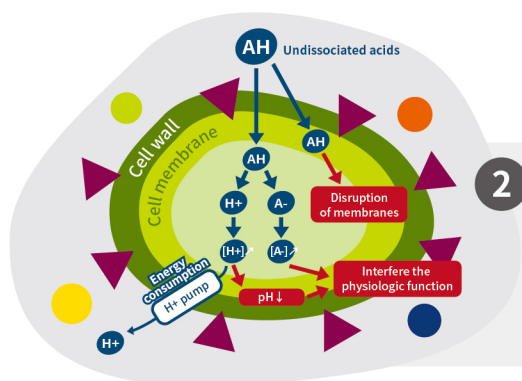 AH
Undissociated acids
Cell wall
Cell membrane
2
AH
AH
H+
A-
Disruption
of membranes
[H+]↗
[A-]↗
Energy
consumption
H+ pump
Interfere the
physiologic function
pH↓
H+